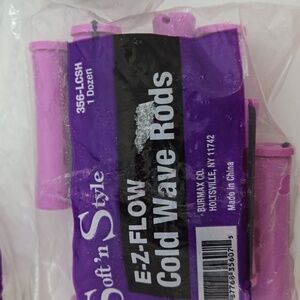 356-LCSH
1 Dozen
Soft 'n Style
E-Z-FLOW
Cold Wave Rods
BURMAX CO.
HOLTSVILLE, NY 11742
Made in China